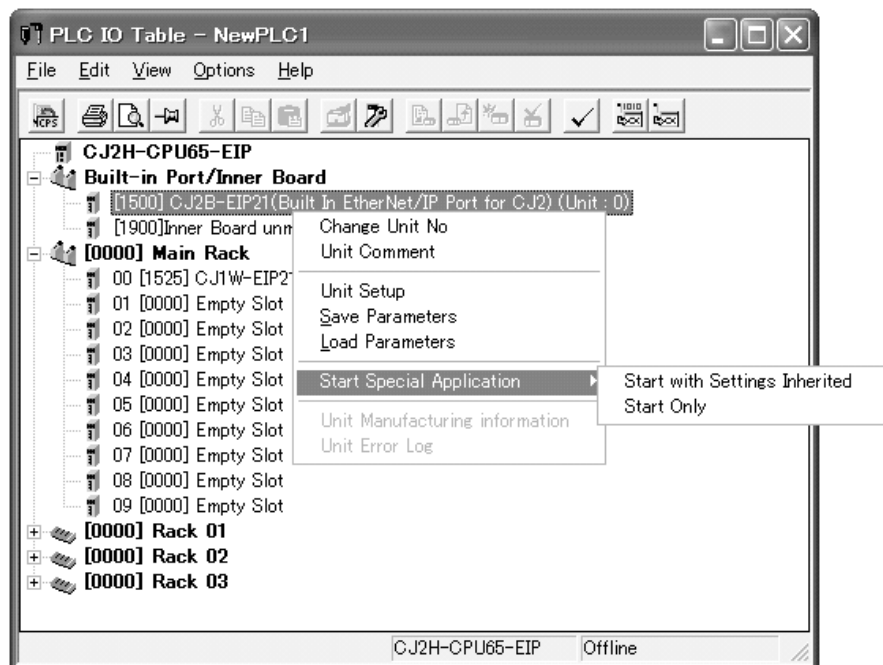 PLC IO Table - NewPLC1
File Edit View Options Help
CPS
1010
CJ2H-CPU65-EIP
Built-in Port/Inner Board
[1500] CJ2B-EIP21(Built In EtherNet/IP Port for CJ2) (Unit : 0)
[1900]Inner Board unm
[0000] Main Rack
00 [1525] CJ1W-EIP2
01 [0000] Empty Slot
02 [0000] Empty Slot
03 [0000] Empty Slot
04 [0000] Empty Slot
05 [0000] Empty Slot
06 [0000] Empty Slot
07 [0000] Empty Slot
08 [0000] Empty Slot
09 [0000] Empty Slot
[0000] Rack 01
[0000] Rack 02
[0000] Rack 03
Change Unit No
Unit Comment
Unit Setup
Save Parameters
Load Parameters
Start Special Application
Unit Manufacturing information
Unit Error Log
Start with Settings Inherited
Start Only
CJ2H-CPU65-EIP Offline